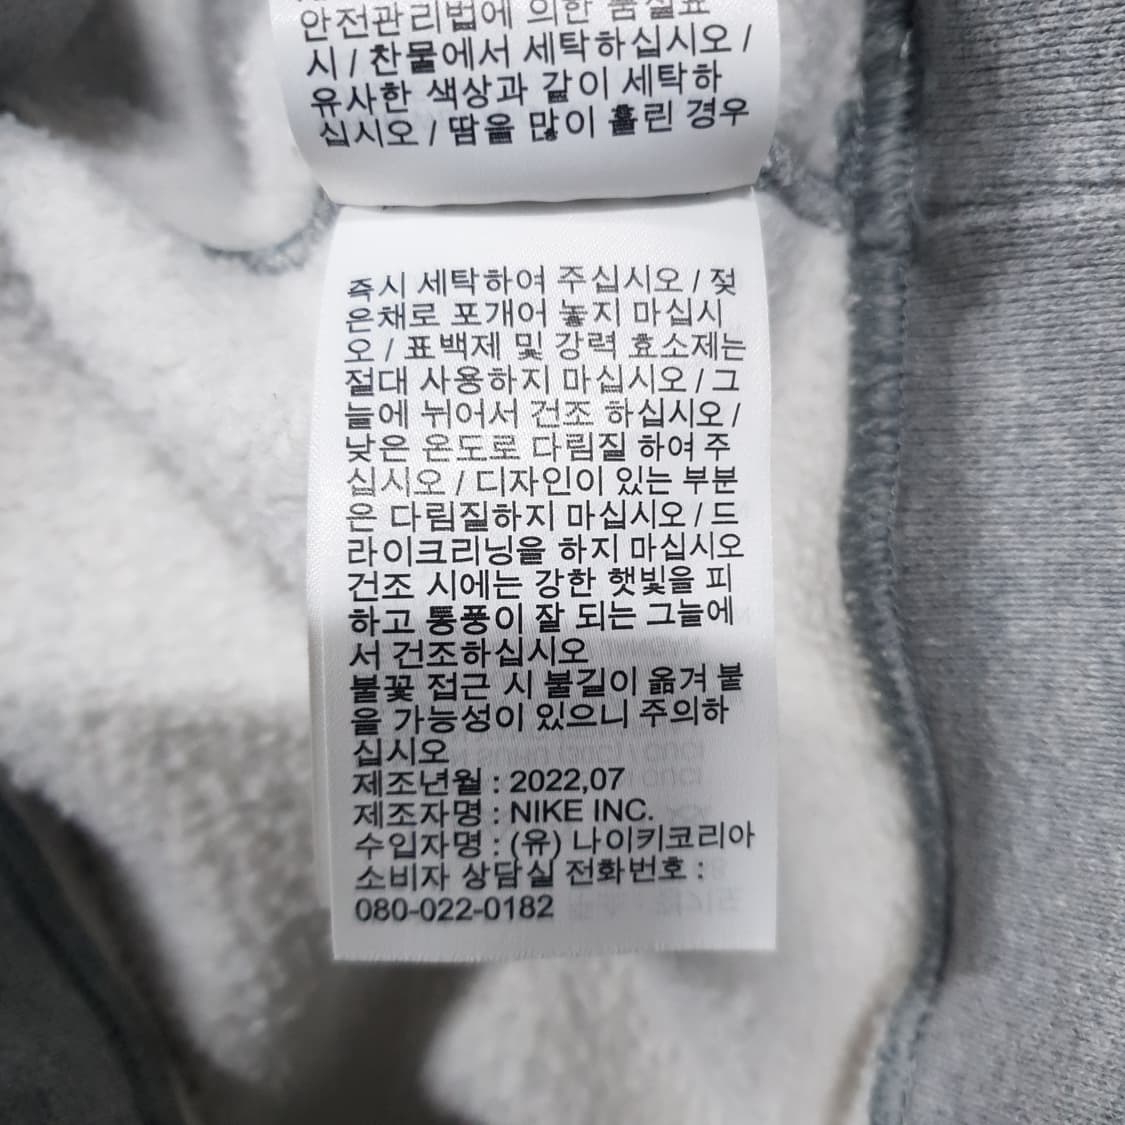 안전관리법에 의한 품질표
시 / 찬물에서 세탁하십시오 /
유사한 색상과 같이 세탁하
십시오 / 땀을 많이 흘린 경우
즉시 세탁하여 주십시오 / 젖
은채로 포개어 놓지 마십시
오 / 표백제 및 강력 효소제는
절대 사용하지 마십시오 / 그
늘에 뉘어서 건조 하십시오 /
낮은 온도로 다림질 하여 주
십시오 / 디자인이 있는 부분
은 다림질하지 마십시오 / 드
라이크리닝을 하지 마십시오
건조 시에는 강한 햇빛을 피
하고 통풍이 잘 되는 그늘에
서 건조하십시오
불꽃 접근 시 불길이 옮겨 붙
을 가능성이 있으니 주의하
십시오
제조년월 : 2022,07
제조자명 : NIKE INC.
수입자명 : (유) 나이키코리아
소비자 상담실 전화번호 :
080-022-0182